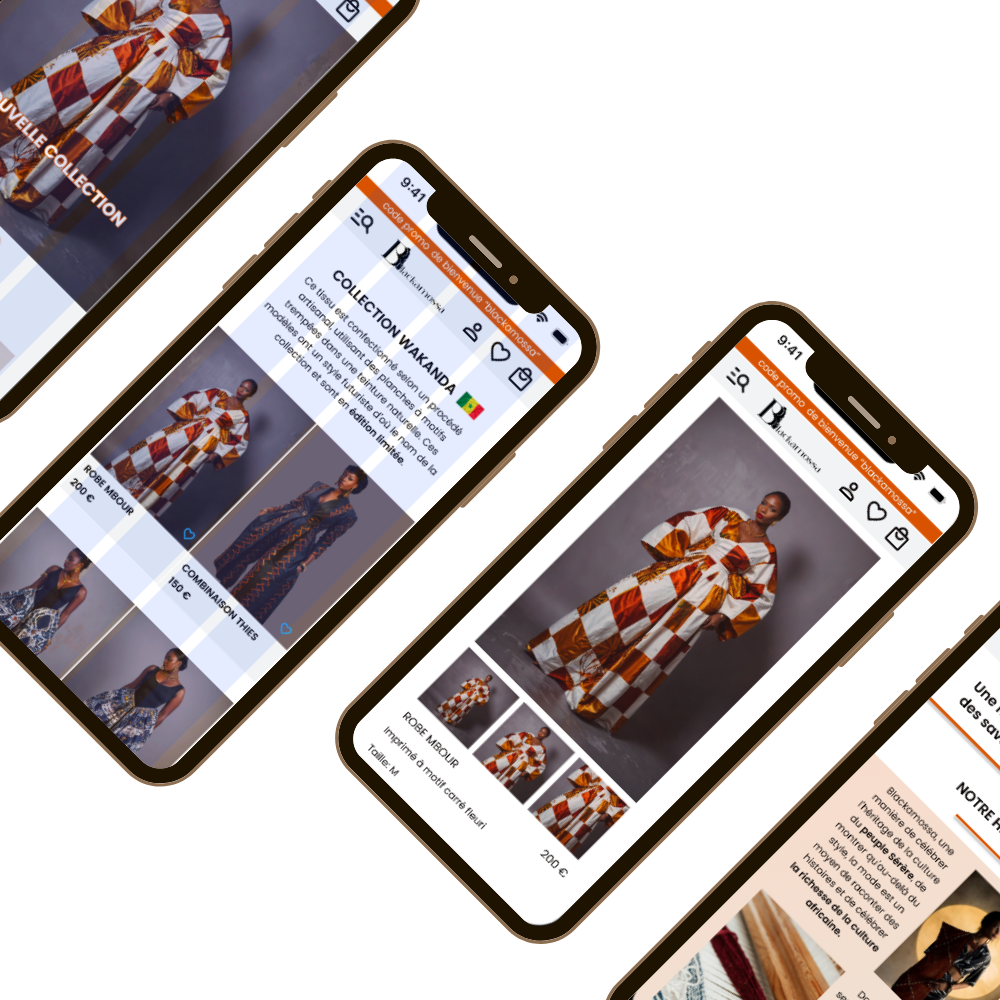 NOUVELLE COLLECTION
9:41
code promo de bienvenue "blackamossa"
Blackamossa
COLLECTION WAKANDA
Ce tissu est confectionné selon un procédé
artisanal, utilisant des planches à motifs
trempées dans une teinture naturelle. Ces
modèles ont un style futuriste d'où le nom de la
collection et sont en édition limitée.
ROBE MBOUR
200 €
COMBINAISON THIES
150 €
9:41
code promo de bienvenue "blackamossa"
Blackamossa
ROBE MBOUR
Imprimé à motif carré fleuri
Taille: M
200 €
Une
des sav
NOTRE H
Blackamossa, une
manière de célébrer
l'héritage de la culture
du peuple Sérère, de
montrer qu'au-delà du
style, la mode est un
moyen de raconter des
histoires et de célébrer
la richesse de la culture
africaine.